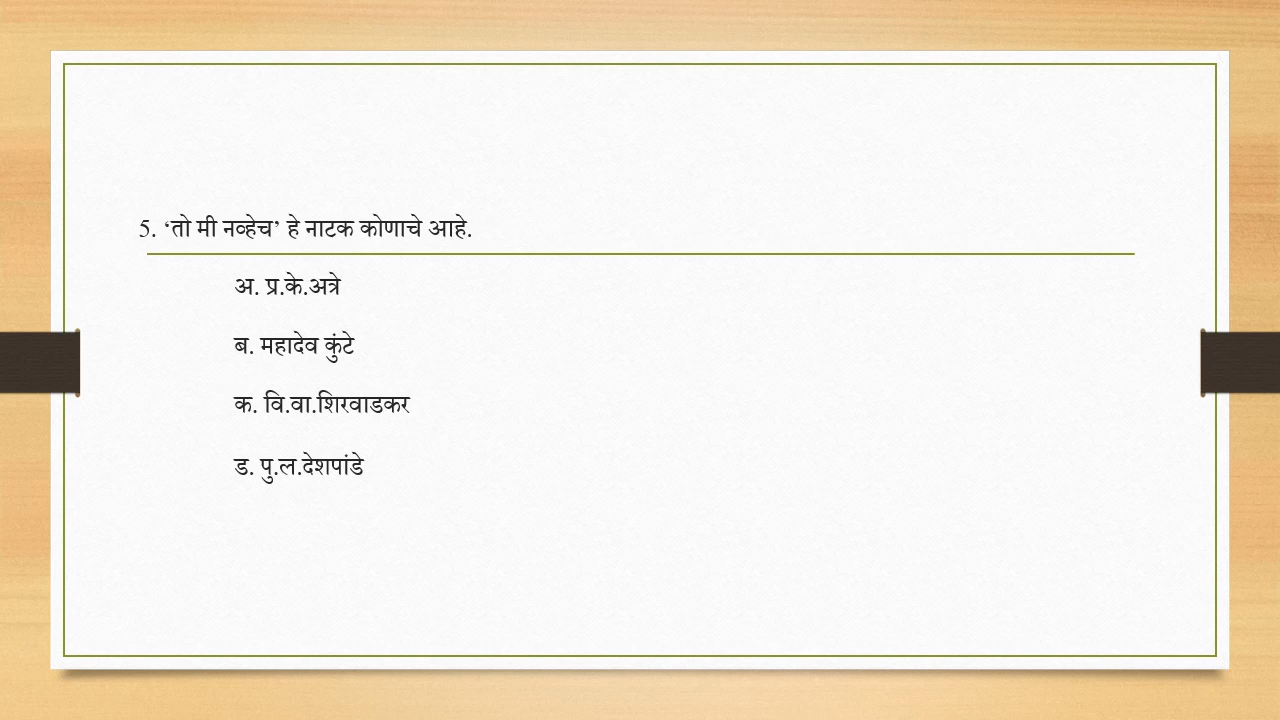 5. ‘तो मी नव्हेच’ हे नाटक कोणाचे आहे.
अ. प्र.के.अत्रे
ब. महादेव कुंटे
क. वि.वा.शिरवाडकर
ड. पु.ल.देशपांडे